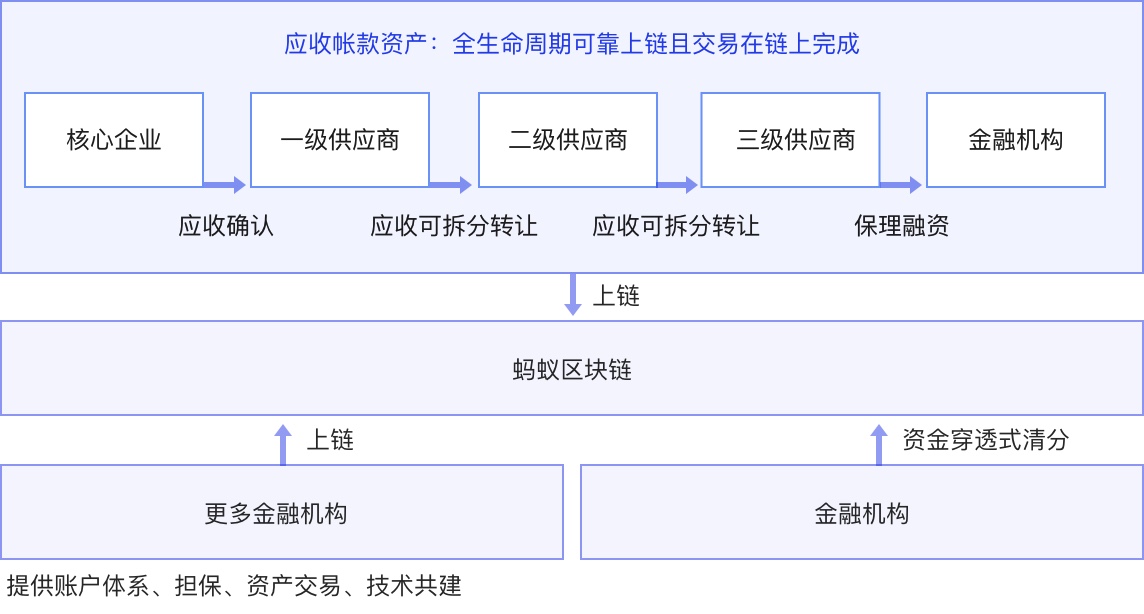 应收帐款资产：全生命周期可靠上链且交易在链上完成
核心企业
一级供应商
二级供应商
三级供应商
金融机构
应收确认
应收可拆分转让
应收可拆分转让
保理融资
上链
蚂蚁区块链
上链
资金穿透式清分
更多金融机构
金融机构
提供账户体系、担保、资产交易、技术共建